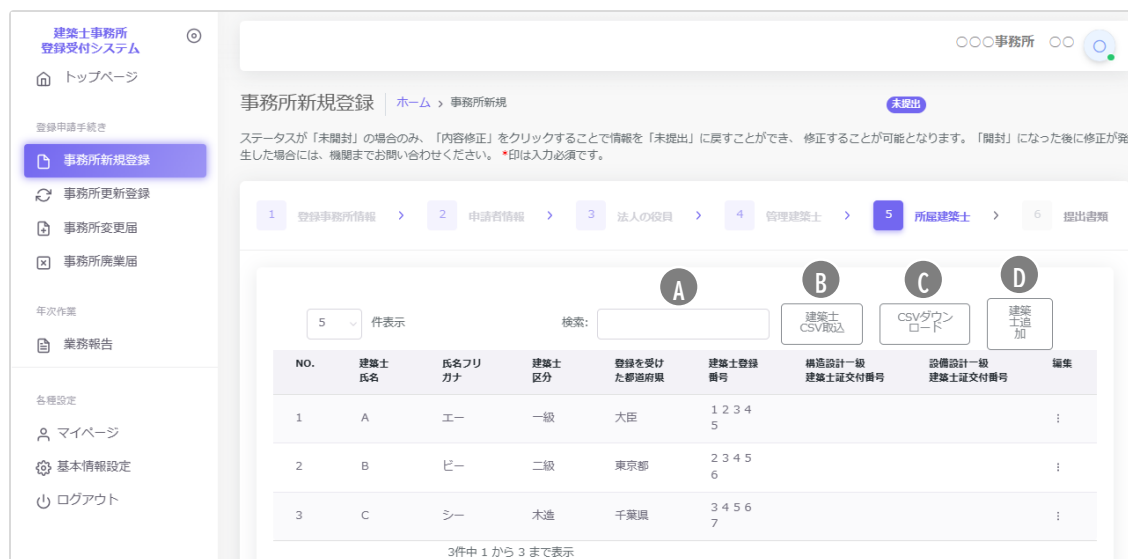 建築士事務所
登録受付システム
トップページ
登録申請手続き
事務所新規登録
事務所更新登録
事務所変更届
事務所廃業届
年次作業
業務報告
各種設定
マイページ
基本情報設定
ログアウト
○○○事務所 ○○ ○
事務所新規登録 ホーム > 事務所新規 未提出
ステータスが「未開封」の場合のみ、「内容修正」をクリックすることで情報を「未提出」に戻すことができ、 修正することが可能となります。「開封」になった後に修正が発
生した場合には、機関までお問い合わせください。 *印は入力必須です。
1 登録事務所情報 > 2 申請者情報 > 3 法人の役員 > 4 管理建築士 > 5 所属建築士 > 6 提出書類
A B C D
5 件表示 検索: 建築士
CSV取込 CSVダウン
ロード 建築
士追
加
NO. 建築士
氏名 氏名フリ
ガナ 建築士
区分 登録を受け
た都道府県 建築士登録
番号 構造設計一級
建築士証交付番号 設備設計一級
建築士証交付番号 編集
1 A エー 一級 大臣 1 2 3 4
5
2 B ビー 二級 東京都 2 3 4 5
6
3 C シー 木造 千葉県 3 4 5 6
7
3件中 1 から 3 まで表示